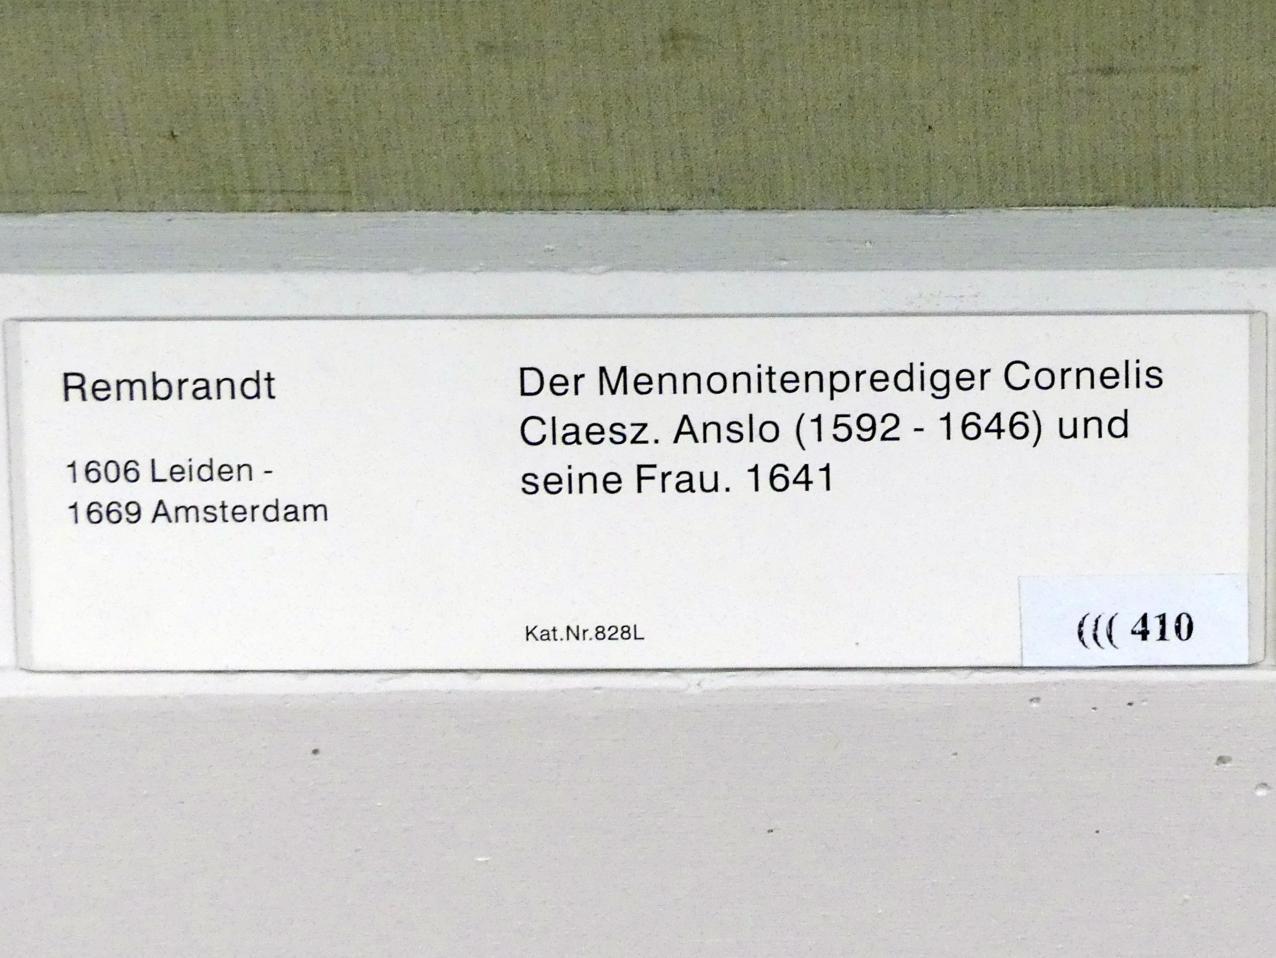 Rembrandt
1606 Leiden -
1669 Amsterdam
Der Mennonitenprediger Cornelis
Claesz. Anslo (1592 - 1646) und
seine Frau. 1641
Kat.Nr.828L
((( 410